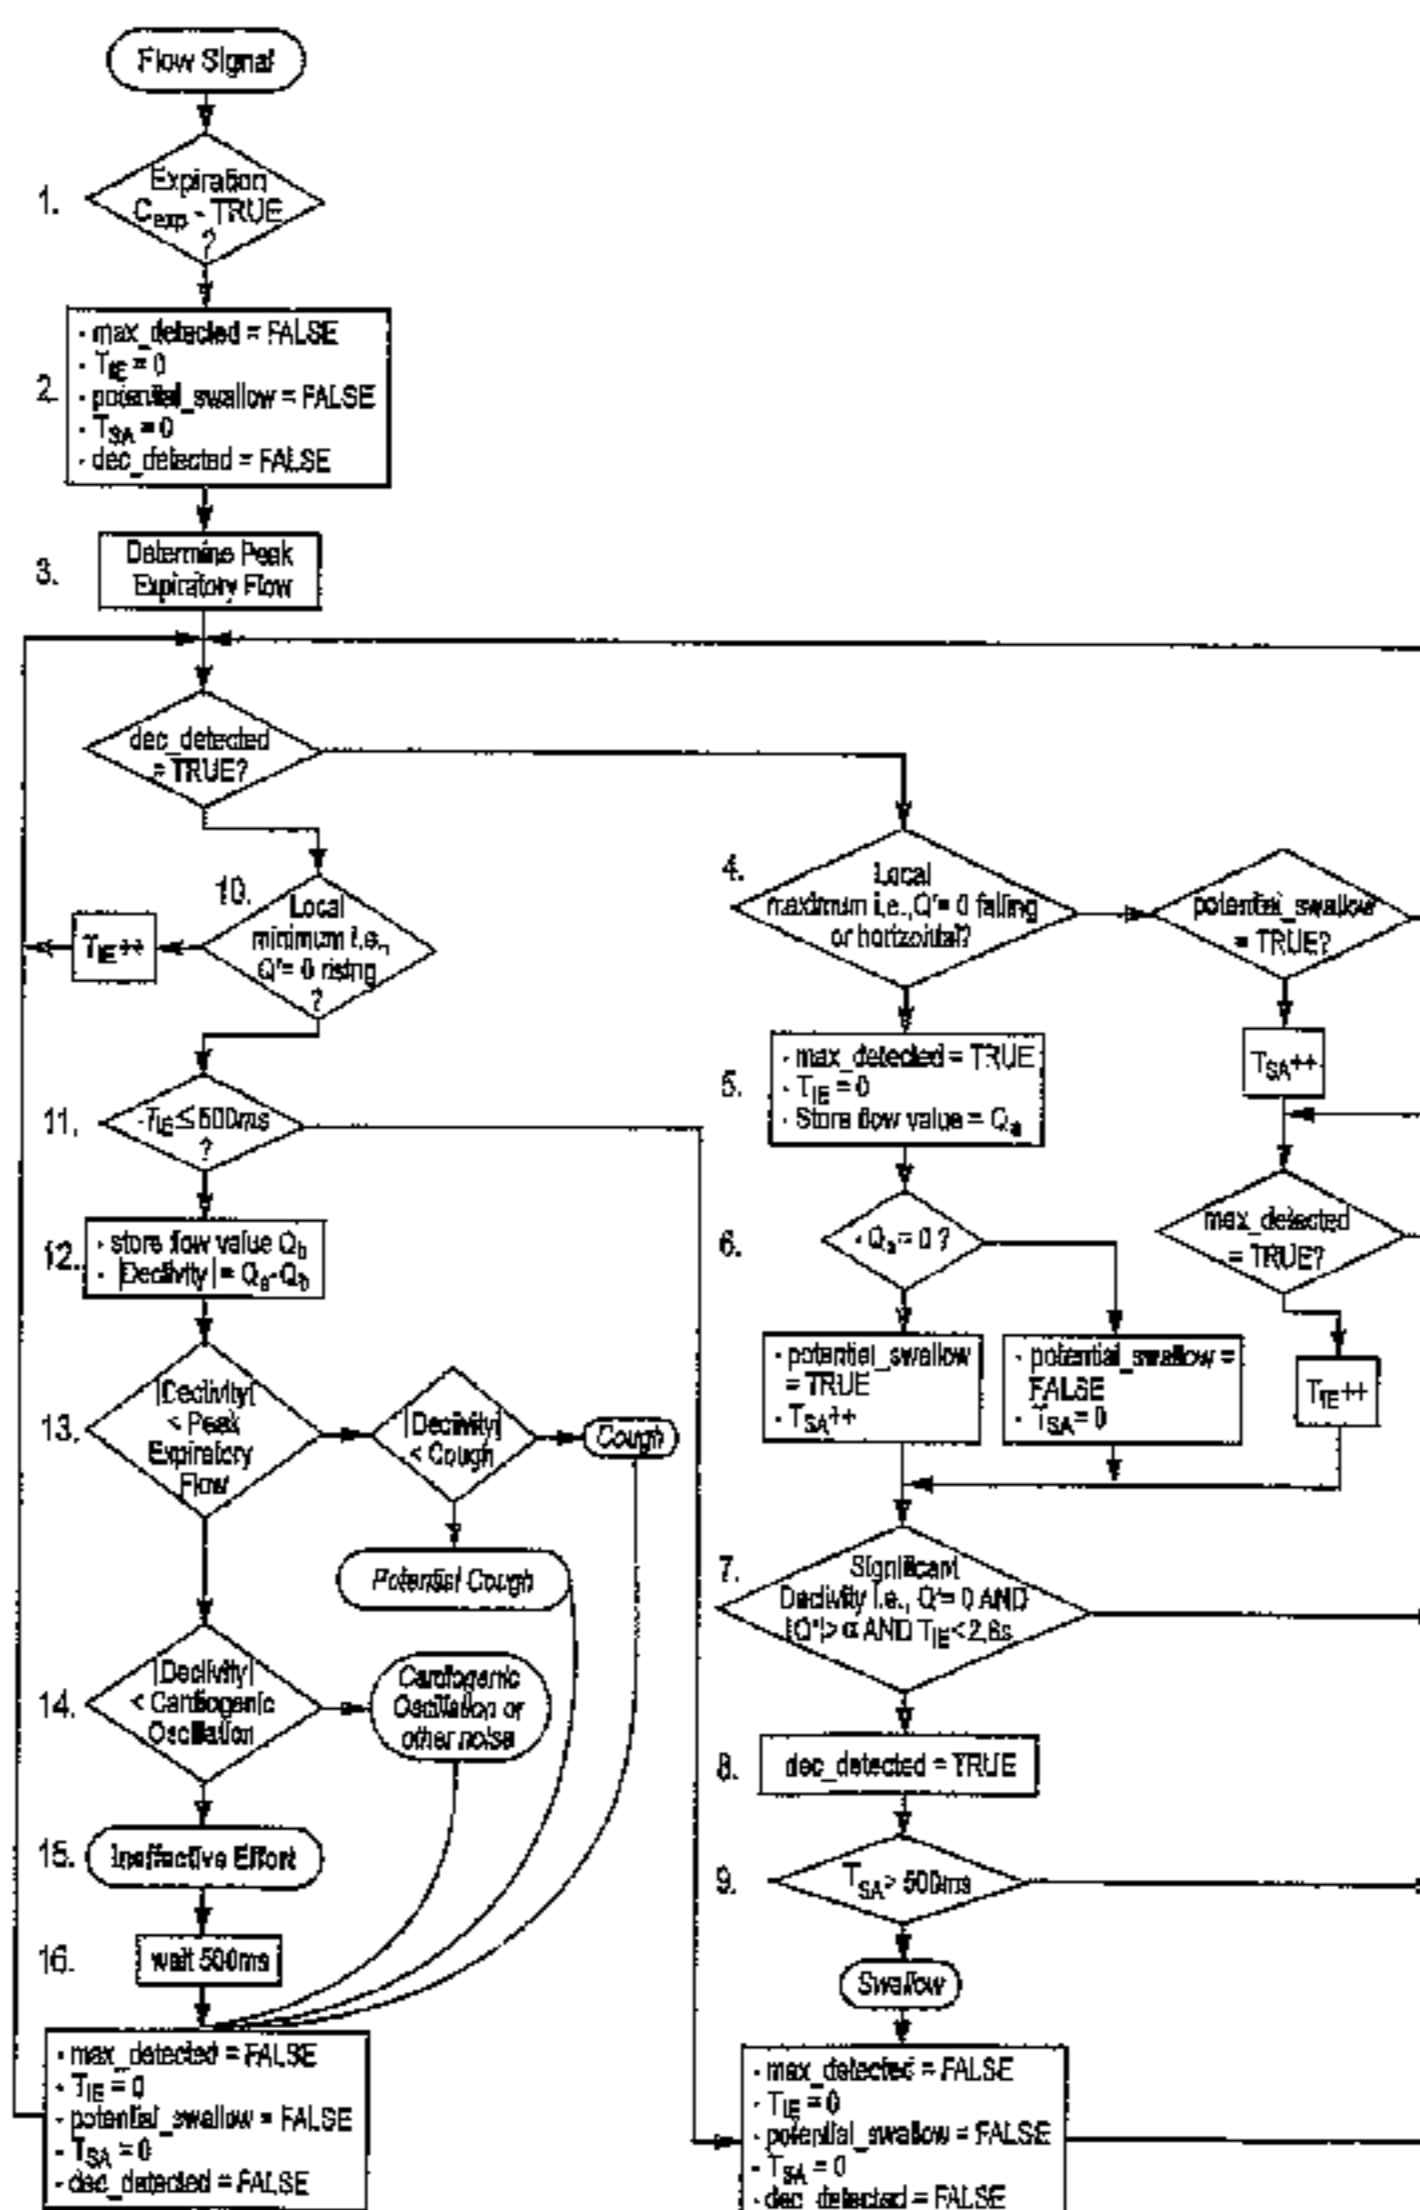 Flow Signal
1.
Expiration
Cexp - TRUE
?
2.
- max_detected = FALSE
- TIE = 0
- potential_swallow = FALSE
- TSA = 0
- dec_detected = FALSE
3.
Determine Peak
Expiratory Flow
dec_detected
= TRUE?
10.
Local
minimum i.e.,
Q' = 0 rising
?
TIE++
11.
- TIE ≤ 500ms
?
12.
- store flow value Qb
- |Declivity| = Qa-Qb
13.
|Declivity|
< Peak
Expiratory
Flow
|Declivity|
< Cough
Cough
Potential Cough
14.
|Declivity|
< Cardiogenic
Oscillation
Cardiogenic
Oscillation or
other noise
15.
Ineffective Effort
16.
wait 500ms
- max_detected = FALSE
- TIE = 0
- potential_swallow = FALSE
- TSA = 0
- dec_detected = FALSE
4.
Local
maximum i.e., Q' = 0 falling
or horizontal?
potential_swallow
= TRUE?
5.
- max_detected = TRUE
- TIE = 0
- Store flow value = Qa
TSA++
6.
- Qa = 0 ?
max_detected
= TRUE?
- potential_swallow
= TRUE
- TSA++
- potential_swallow =
FALSE
- TSA = 0
TIE++
7.
Significant
Declivity i.e., Q' = 0 AND
|Q"| > α AND TIE <2,6s
8.
dec_detected = TRUE
9.
TSA > 500ms
Swallow
- max_detected = FALSE
- TIE = 0
- potential_swallow = FALSE
- TSA = 0
- dec_detected = FALSE